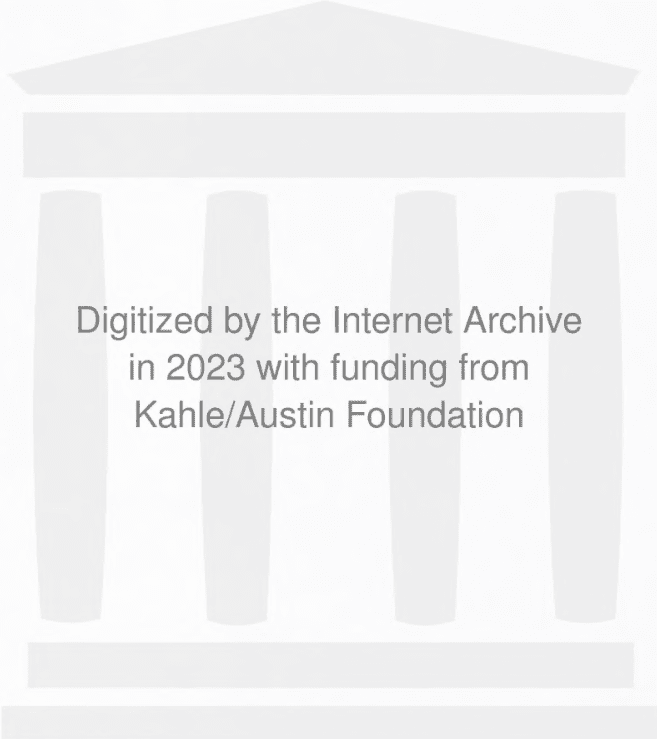 Digitized by the Internet Archive
in 2023 with funding from
Kahle/Austin Foundation